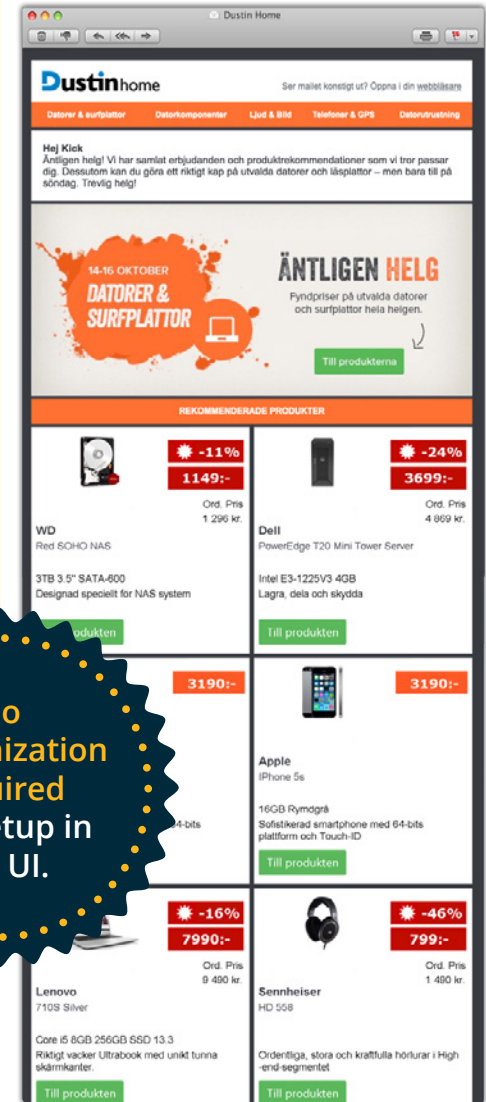 Dustin Home
Dustinhome
Ser mailet konstigt ut? Öppna i din webbläsare
Datorer & surfplattor Datorkomponenter Ljud & Bild Telefoner & GPS Datorutrustning
Hej Kick
Äntligen helg! Vi har samlat erbjudanden och produktrekommendationer som vi tror passar
dig. Dessutom kan du göra ett riktigt kap på utvalda datorer och läsplattor – men bara till på
söndag. Trevlig helg!
14-16 OKTOBER
DATORER &
SURFPLATTOR
ÄNTLIGEN HELG
Fyndpriser på utvalda datorer
och surfplattor hela helgen.
Till produkterna
REKOMMENDERADE PRODUKTER
-11%
1149:-
Ord. Pris
1 296 kr.
WD
Red SOHO NAS
3TB 3.5" SATA-600
Designad speciellt för NAS system
produkten
-24%
3699:-
Ord. Pris
4 869 kr.
Dell
PowerEdge T20 Mini Tower Server
Intel E3-1225V3 4GB
Lagra, dela och skydda
Till produkten
3190:-
64-bits
3190:-
Apple
IPhone 5s
16GB Rymdgrå
Sofistikerad smartphone med 64-bits
plattform och Touch-ID
Till produkten
o
nization
uired
etup in
UI.
-16%
7990:-
Ord. Pris
9 490 kr.
Lenovo
710S Silver
Core i5 8GB 256GB SSD 13.3
Riktigt vacker Ultrabook med unikt tunna
skärmkanter.
Till produkten
-46%
799:-
Ord. Pris
1 490 kr.
Sennheiser
HD 558
Ordentliga, stora och kraftfulla hörlurar i High
-end-segmentet
Till produkten